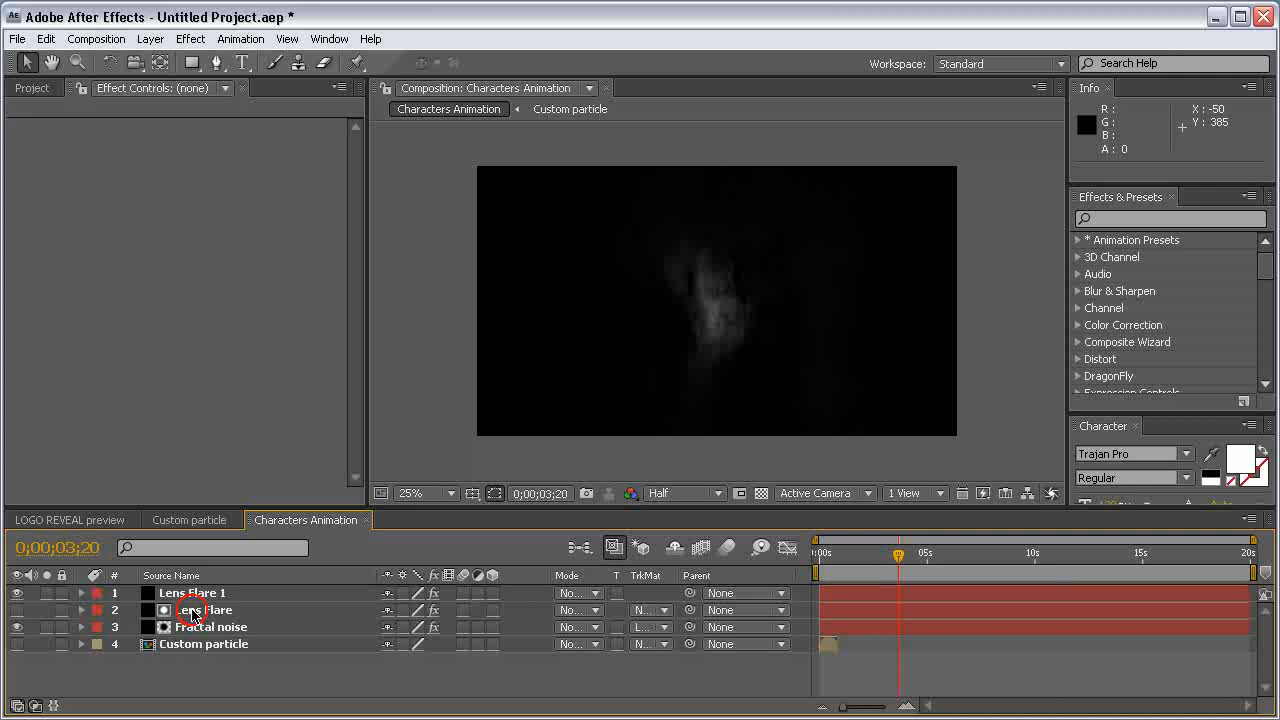 Adobe After Effects - Untitled Project.aep *
File Edit Composition Layer Effect Animation View Window Help
Workspace: Standard Search Help
Project Effect Controls: (none) Composition: Characters Animation Info
Characters Animation Custom particle
R : X: -50
G : Y: 385
B :
A : 0
Effects & Presets
* Animation Presets
3D Channel
Audio
Blur & Sharpen
Channel
Color Correction
Composite Wizard
Distort
DragonFly
Expression Controls
Character
Trajan Pro
Regular
25% 0;00;03;20 Half Active Camera 1 View
LOGO REVEAL preview Custom particle Characters Animation
0;00;03;20
:00s 05s 10s 15s 20s
# Source Name Mode T TrkMat Parent
1 Lens Flare 1 No... None
2 Lens Flare No... N... None
3 Fractal noise No... L... None
4 Custom particle No... N... None